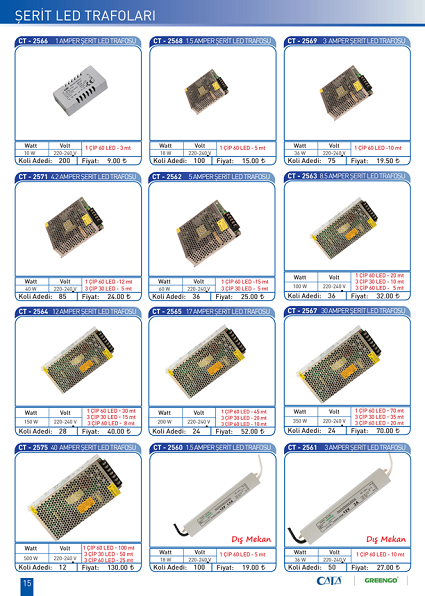 ŞERİT LED TRAFOLARI
CT - 2566 1 AMPER ŞERİT LED TRAFOSU
Watt Volt 1 ÇİP 60 LED - 3 mt
10 W 220-240 V
Koli Adedi: 200 Fiyat: 9.00 ₺
CT - 2568 1.5 AMPER ŞERİT LED TRAFOSU
Watt Volt 1 ÇİP 60 LED - 5 mt
18 W 220-240 V
Koli Adedi: 100 Fiyat: 15.00 ₺
CT - 2569 3 AMPER ŞERİT LED TRAFOSU
Watt Volt 1 ÇİP 60 LED -10 mt
36 W 220-240 V
Koli Adedi: 75 Fiyat: 19.50 ₺
CT - 2571 4.2 AMPER ŞERİT LED TRAFOSU
Watt Volt 1 ÇİP 60 LED -12 mt
40 W 220-240 V 3 ÇİP 30 LED - 5 mt
Koli Adedi: 85 Fiyat: 24.00 ₺
CT - 2562 5 AMPER ŞERİT LED TRAFOSU
Watt Volt 1 ÇİP 60 LED -15 mt
60 W 220-240 V 3 ÇİP 30 LED - 5 mt
Koli Adedi: 36 Fiyat: 25.00 ₺
CT - 2563 8.5 AMPER ŞERİT LED TRAFOSU
1 ÇİP 60 LED - 20 mt
Watt Volt 3 ÇİP 30 LED - 10 mt
100 W 220-240 V 3 ÇİP 60 LED - 5 mt
Koli Adedi: 36 Fiyat: 32.00 ₺
CT - 2564 12 AMPER ŞERİT LED TRAFOSU
1 ÇİP 60 LED - 30 mt
Watt Volt 3 ÇİP 30 LED - 15 mt
150 W 220-240 V 3 ÇİP 60 LED - 8 mt
Koli Adedi: 28 Fiyat: 40.00 ₺
CT - 2565 17 AMPER ŞERİT LED TRAFOSU
1 ÇİP 60 LED - 45 mt
Watt Volt 3 ÇİP 30 LED - 20 mt
200 W 220-240 V 3 ÇİP 60 LED - 10 mt
Koli Adedi: 24 Fiyat: 52.00 ₺
CT - 2567 30 AMPER ŞERİT LED TRAFOSU
1 ÇİP 60 LED - 70 mt
Watt Volt 3 ÇİP 30 LED - 35 mt
350 W 220-240 V 3 ÇİP 60 LED - 20 mt
Koli Adedi: 24 Fiyat: 70.00 ₺
CT - 2575 40 AMPER ŞERİT LED TRAFOSU
1 ÇİP 60 LED - 100 mt
Watt Volt 3 ÇİP 30 LED - 50 mt
500 W 220-240 V 3 ÇİP 60 LED - 25 mt
Koli Adedi: 12 Fiyat: 130.00 ₺
CT - 2560 1.5 AMPER ŞERİT LED TRAFOSU
Dış Mekan
Watt Volt 1 ÇİP 60 LED - 5 mt
18 W 220-240 V
Koli Adedi: 100 Fiyat: 19.00 ₺
CT - 2561 3 AMPER ŞERİT LED TRAFOSU
Dış Mekan
Watt Volt 1 ÇİP 60 LED - 10 mt
36 W 220-240 V
Koli Adedi: 50 Fiyat: 27.00 ₺
15 CATA GREENGO